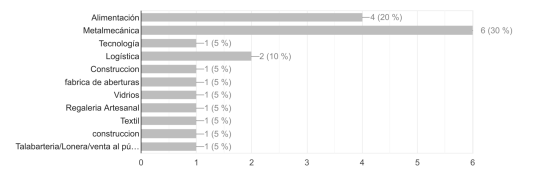 Alimentación 4 (20 %)
Metalmecánica 6 (30 %)
Tecnología 1 (5 %)
Logística 2 (10 %)
Construccion 1 (5 %)
fabrica de aberturas 1 (5 %)
Vidrios 1 (5 %)
Regaleria Artesanal 1 (5 %)
Textil 1 (5 %)
construccion 1 (5 %)
Talabarteria/Lonera/venta al pú… 1 (5 %)
0 1 2 3 4 5 6